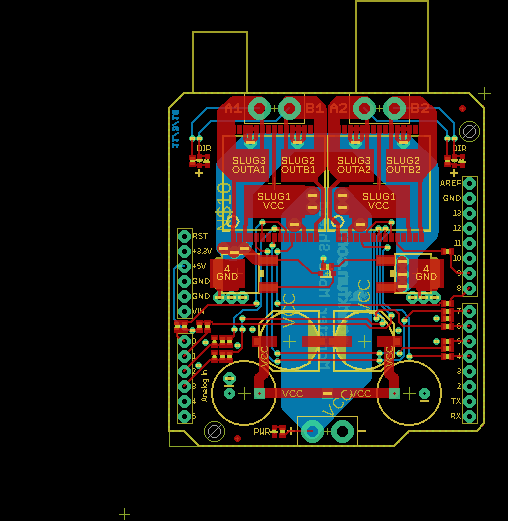 A1 B1 A2 B2
DIR DIR
SLUG3 SLUG2 SLUG3 SLUG2
OUTA1 OUTB1 OUTA2 OUTB2
SLUG1 SLUG1
VCC VCC
AREF
GND
13
12
11
10
9
8
RST
+3.3V
+5V
GND
GND
VIN
4 4
GND GND
VCC VCC
7
6
5
4
3
2
TX
RX
0
1
2
3
4
5
Analog In
VCC VCC
VCC VCC
VCC
PWR